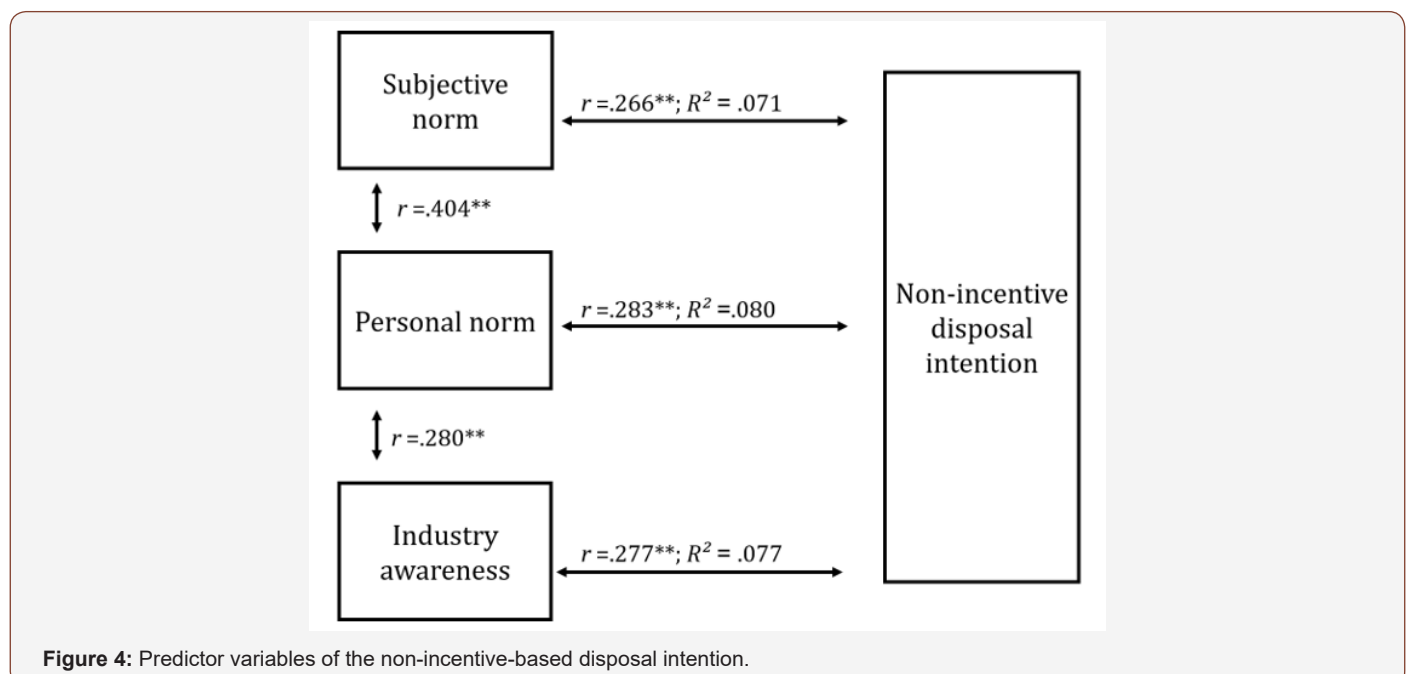 Subjective
norm
r =.266**; R² = .071
r =.404**
Personal norm
r =.283**; R² =.080
Non-incentive
disposal
intention
r =.280**
Industry
awareness
r =.277**; R² = .077
Figure 4: Predictor variables of the non-incentive-based disposal intention.